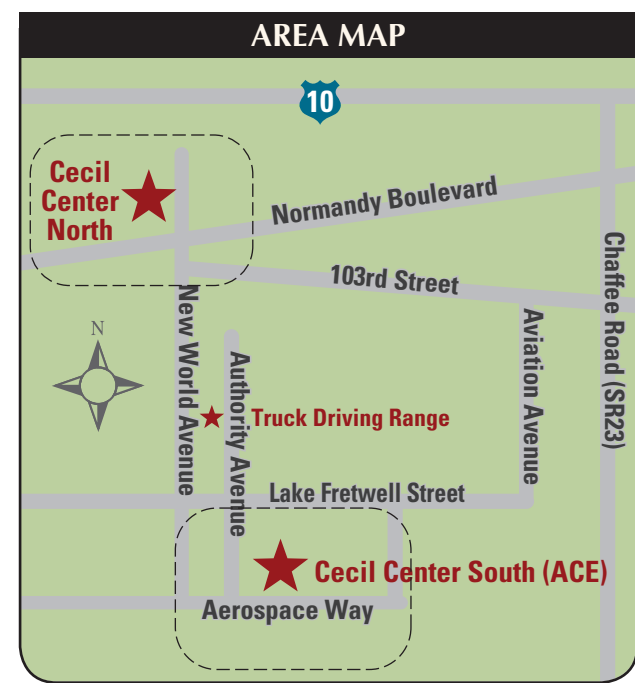 AREA MAP
10
Cecil
Center
North
Normandy Boulevard
103rd Street
Chaffee Road (SR23)
N
New World Avenue
Authority Avenue
Aviation Avenue
Truck Driving Range
Lake Fretwell Street
Cecil Center South (ACE)
Aerospace Way